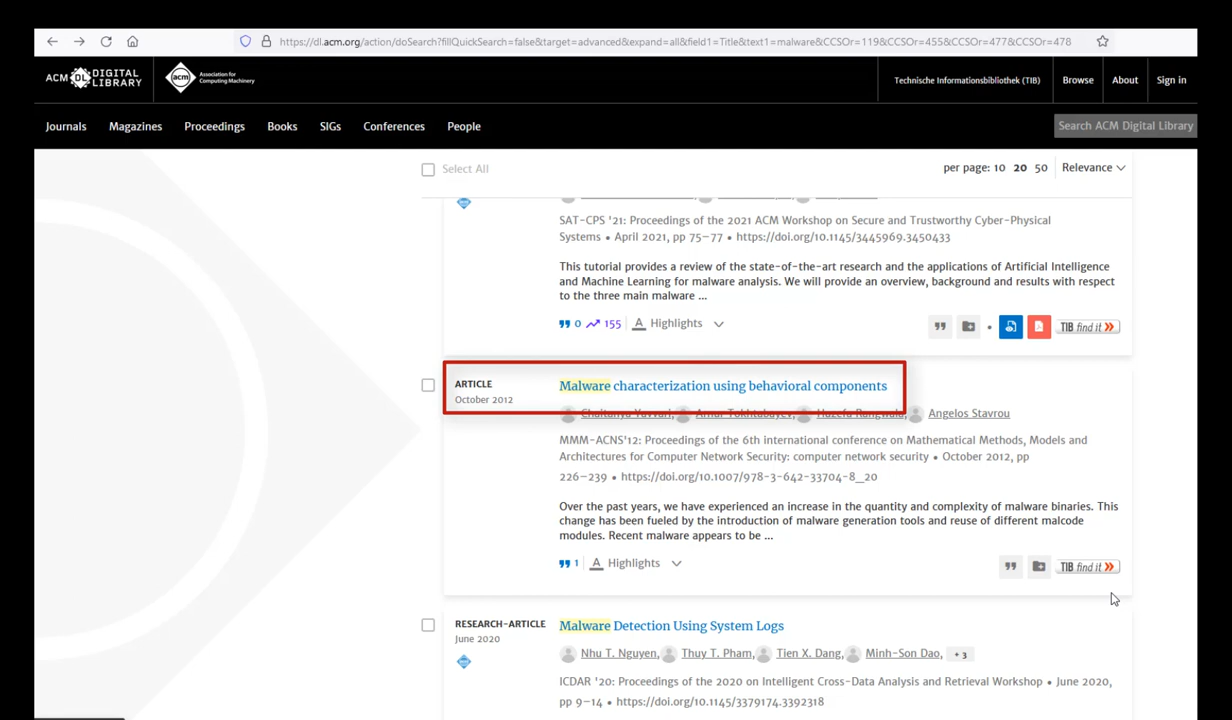 https://dl.acm.org/action/doSearch?fillQuickSearch=false&target=advanced&expand=all&field1=Title&text1=malware&CCSOr=119&CCSOr=455&CCSOr=477&CCSOr=478
ACM DL DIGITAL LIBRARY
acm Association for Computing Machinery
Technische Informationsbibliothek (TIB) Browse About Sign in
Journals Magazines Proceedings Books SIGs Conferences People Search ACM Digital Library
Select All per page: 10 20 50 Relevance
SAT-CPS '21: Proceedings of the 2021 ACM Workshop on Secure and Trustworthy Cyber-Physical
Systems • April 2021, pp 75–77 • https://doi.org/10.1145/3445969.3450433
This tutorial provides a review of the state-of-the-art research and the applications of Artificial Intelligence
and Machine Learning for malware analysis. We will provide an overview, background and results with respect
to the three main malware ...
0 155 A Highlights TIB find it
ARTICLE Malware characterization using behavioral components
October 2012
Chaitanya Yavvari, Arnur Tokhtabayev, Huzefa Rangwala, Angelos Stavrou
MMM-ACNS'12: Proceedings of the 6th international conference on Mathematical Methods, Models and
Architectures for Computer Network Security: computer network security • October 2012, pp
226–239 • https://doi.org/10.1007/978-3-642-33704-8_20
Over the past years, we have experienced an increase in the quantity and complexity of malware binaries. This
change has been fueled by the introduction of malware generation tools and reuse of different malcode
modules. Recent malware appears to be ...
1 A Highlights TIB find it
RESEARCH-ARTICLE Malware Detection Using System Logs
June 2020
Nhu T. Nguyen, Thuy T. Pham, Tien X. Dang, Minh-Son Dao, + 3
ICDAR '20: Proceedings of the 2020 on Intelligent Cross-Data Analysis and Retrieval Workshop • June 2020,
pp 9–14 • https://doi.org/10.1145/3379174.3392318